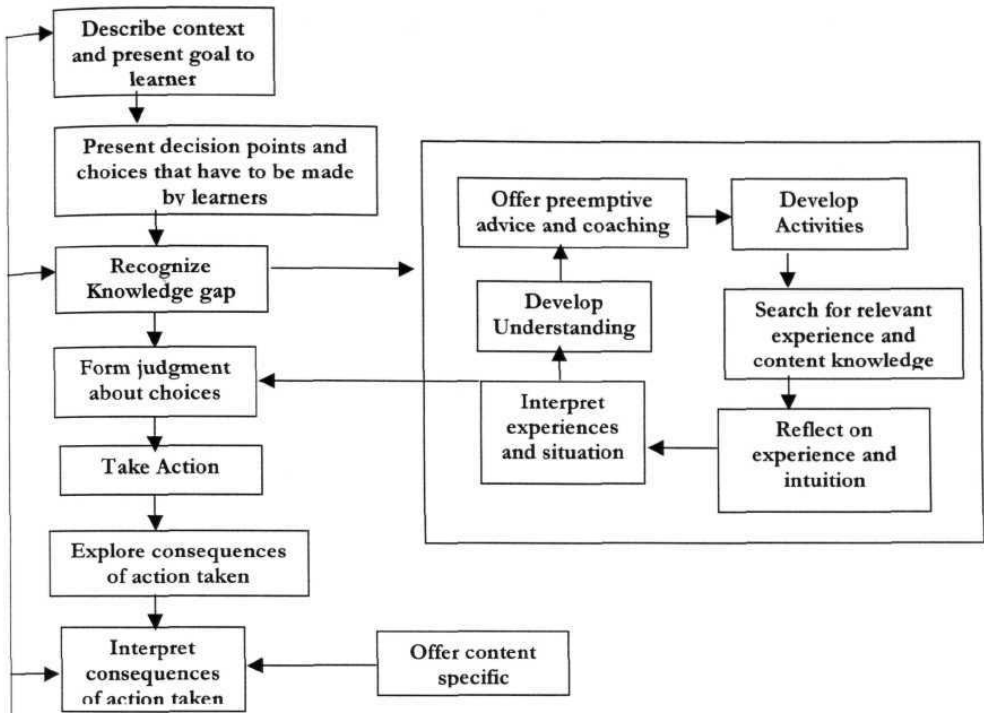 Describe context
and present goal to
learner
Present decision points and
choices that have to be made
by learners
Recognize
Knowledge gap
Form judgment
about choices
Take Action
Explore consequences
of action taken
Interpret
consequences
of action taken
Offer preemptive
advice and coaching
Develop
Activities
Develop
Understanding
Search for relevant
experience and
content knowledge
Interpret
experiences
and situation
Reflect on
experience and
intuition
Offer content
specific